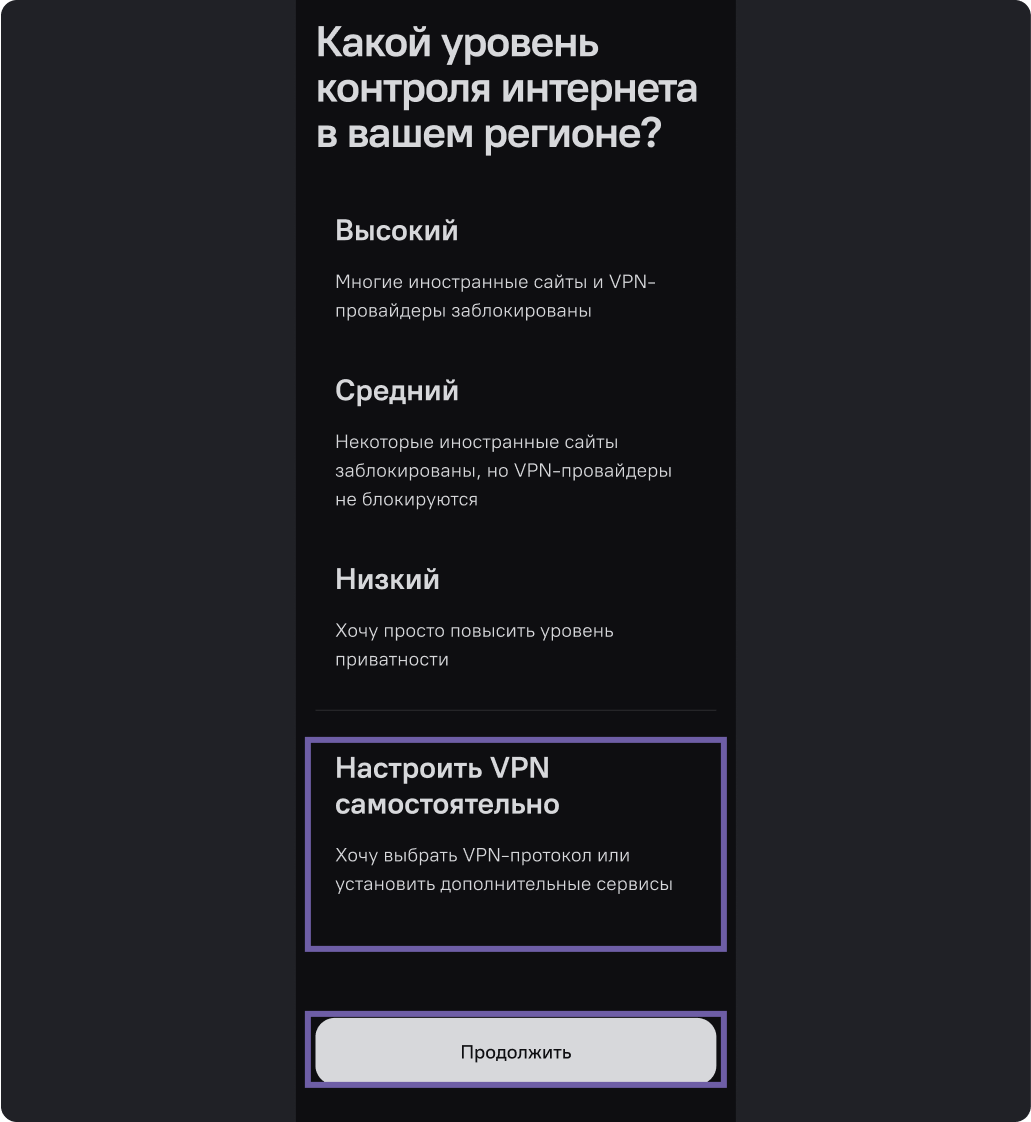 Какой уровень
контроля интернета
в вашем регионе?
Высокий
Многие иностранные сайты и VPN-
провайдеры заблокированы
Средний
Некоторые иностранные сайты
заблокированы, но VPN-провайдеры
не блокируются
Низкий
Хочу просто повысить уровень
приватности
Настроить VPN
самостоятельно
Хочу выбрать VPN-протокол или
установить дополнительные сервисы
Продолжить